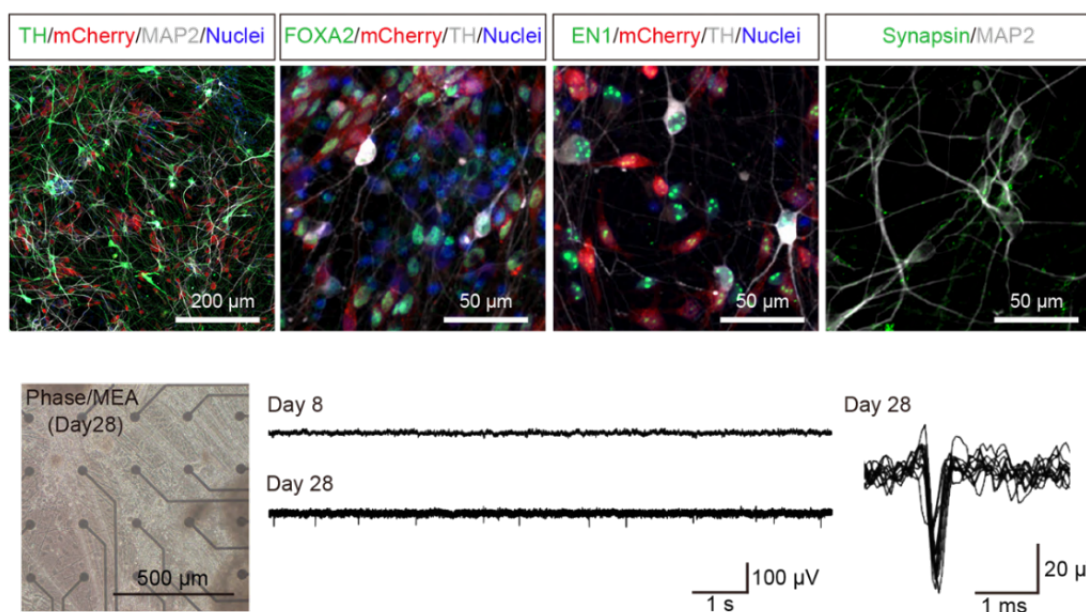 TH/mCherry/MAP2/Nuclei
FOXA2/mCherry/TH/Nuclei
EN1/mCherry/TH/Nuclei
Synapsin/MAP2
200 µm
50 µm
50 µm
50 µm
Phase/MEA
(Day28)
500 µm
Day 8
Day 28
100 µV
1 s
Day 28
20 µ
1 ms